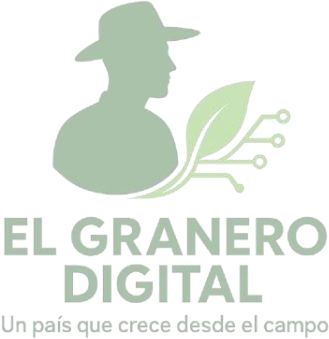 EL GRANERO
DIGITAL
Un país que crece desde el campo